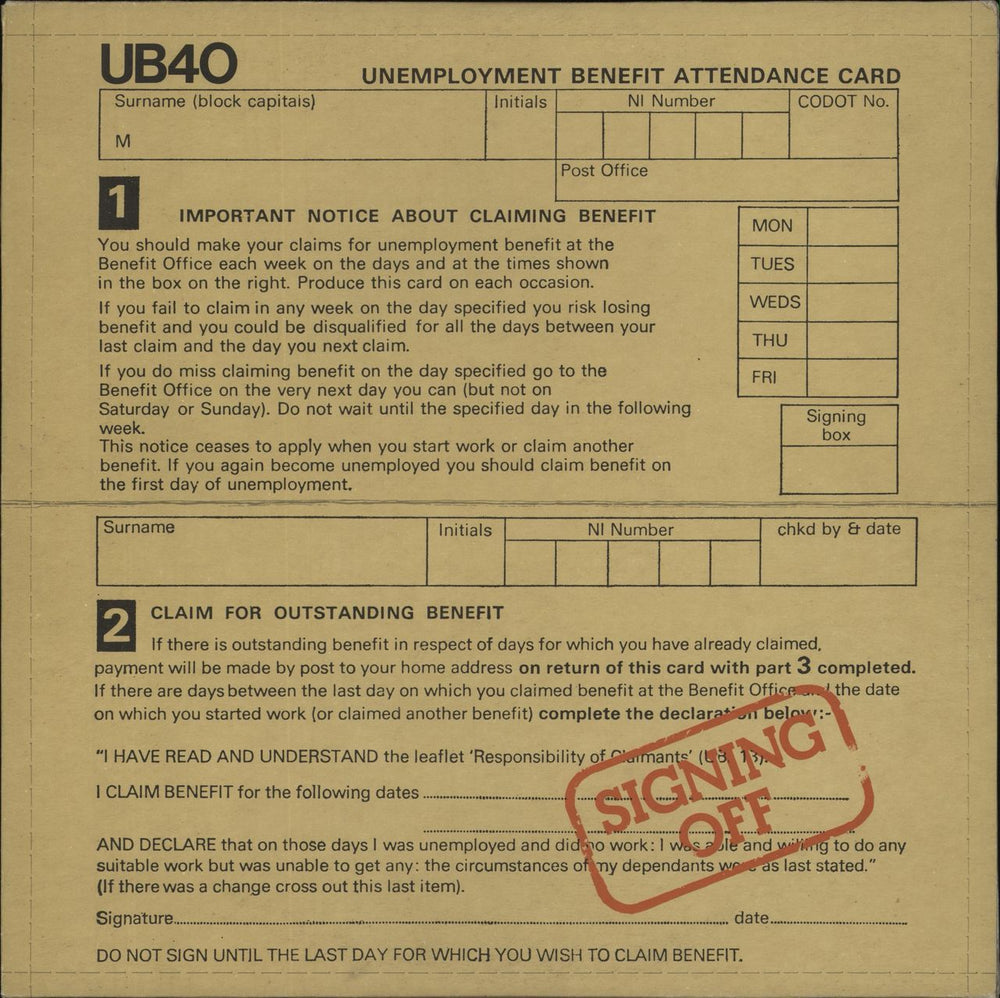 UB40
UNEMPLOYMENT BENEFIT ATTENDANCE CARD
Surname (block capitals)
Initials
NI Number
CODOT No.
M
Post Office
1
IMPORTANT NOTICE ABOUT CLAIMING BENEFIT
You should make your claims for unemployment benefit at the
Benefit Office each week on the days and at the times shown
in the box on the right. Produce this card on each occasion.
If you fail to claim in any week on the day specified you risk losing
benefit and you could be disqualified for all the days between your
last claim and the day you next claim.
If you do miss claiming benefit on the day specified go to the
Benefit Office on the very next day you can (but not on
Saturday or Sunday). Do not wait until the specified day in the following
week.
This notice ceases to apply when you start work or claim another
benefit. If you again become unemployed you should claim benefit on
the first day of unemployment.
MON
TUES
WEDS
THU
FRI
Signing
box
Surname
Initials
NI Number
chkd by & date
2
CLAIM FOR OUTSTANDING BENEFIT
If there is outstanding benefit in respect of days for which you have already claimed,
payment will be made by post to your home address on return of this card with part 3 completed.
If there are days between the last day on which you claimed benefit at the Benefit Office and the date
on which you started work (or claimed another benefit) complete the declaration below:-
"I HAVE READ AND UNDERSTAND the leaflet 'Responsibility of Claimants' (UBL 18).
I CLAIM BENEFIT for the following dates
AND DECLARE that on those days I was unemployed and did no work: I was able and willing to do any
suitable work but was unable to get any: the circumstances of my dependants were as last stated."
(If there was a change cross out this last item).
Signature
date
DO NOT SIGN UNTIL THE LAST DAY FOR WHICH YOU WISH TO CLAIM BENEFIT.
SIGNING
OFF